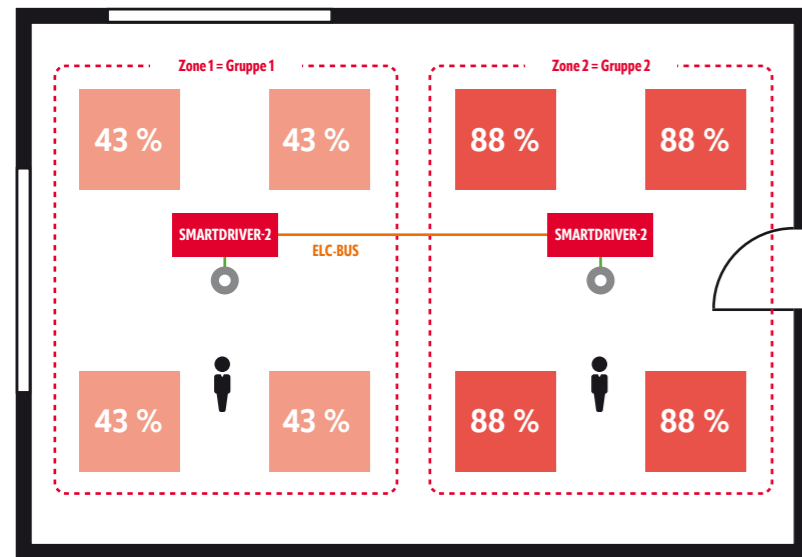 Zone 1 = Gruppe 1
Zone 2 = Gruppe 2
43 %
43 %
88 %
88 %
SMARTDRIVER-2
SMARTDRIVER-2
ELC-BUS
43 %
43 %
88 %
88 %